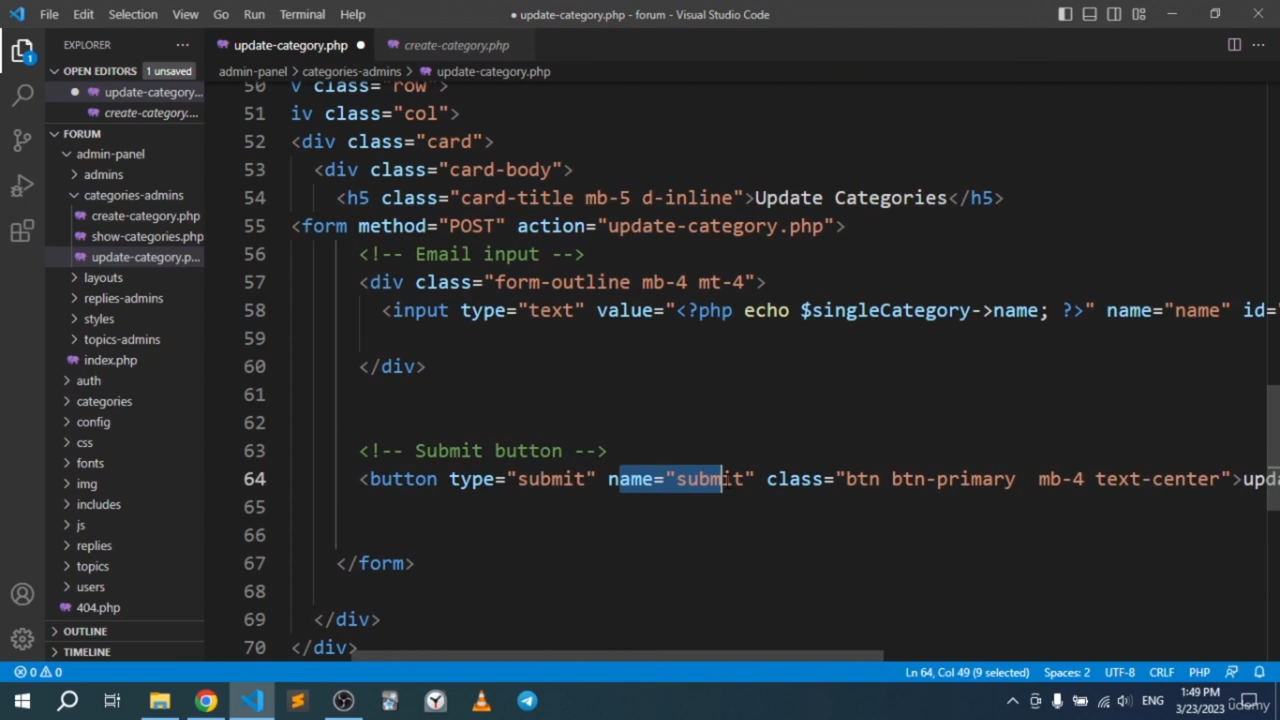 File Edit Selection View Go Run Terminal Help
● update-category.php - forum - Visual Studio Code
EXPLORER
update-category.php
create-category.php
OPEN EDITORS 1 unsaved
admin-panel > categories-admins > update-category.php
update-category...
create-category....
FORUM
admin-panel
admins
categories-admins
create-category.php
show-categories.php
update-category.p...
layouts
replies-admins
styles
topics-admins
index.php
auth
categories
config
css
fonts
img
includes
js
replies
topics
users
404.php
OUTLINE
TIMELINE
50 v class="row">
51 iv class="col">
52 <div class="card">
53 <div class="card-body">
54 <h5 class="card-title mb-5 d-inline">Update Categories</h5>
55 <form method="POST" action="update-category.php">
56 <!-- Email input -->
57 <div class="form-outline mb-4 mt-4">
58 <input type="text" value="<?php echo $singleCategory->name; ?>" name="name" id="
59
60 </div>
61
62
63 <!-- Submit button -->
64 <button type="submit" name="submit" class="btn btn-primary  mb-4 text-center">upda
65
66
67 </form>
68
69 </div>
70 </div>
0 0
Ln 64, Col 49 (9 selected) Spaces: 2 UTF-8 CRLF PHP
ENG
1:49 PM
3/23/2023
udemy